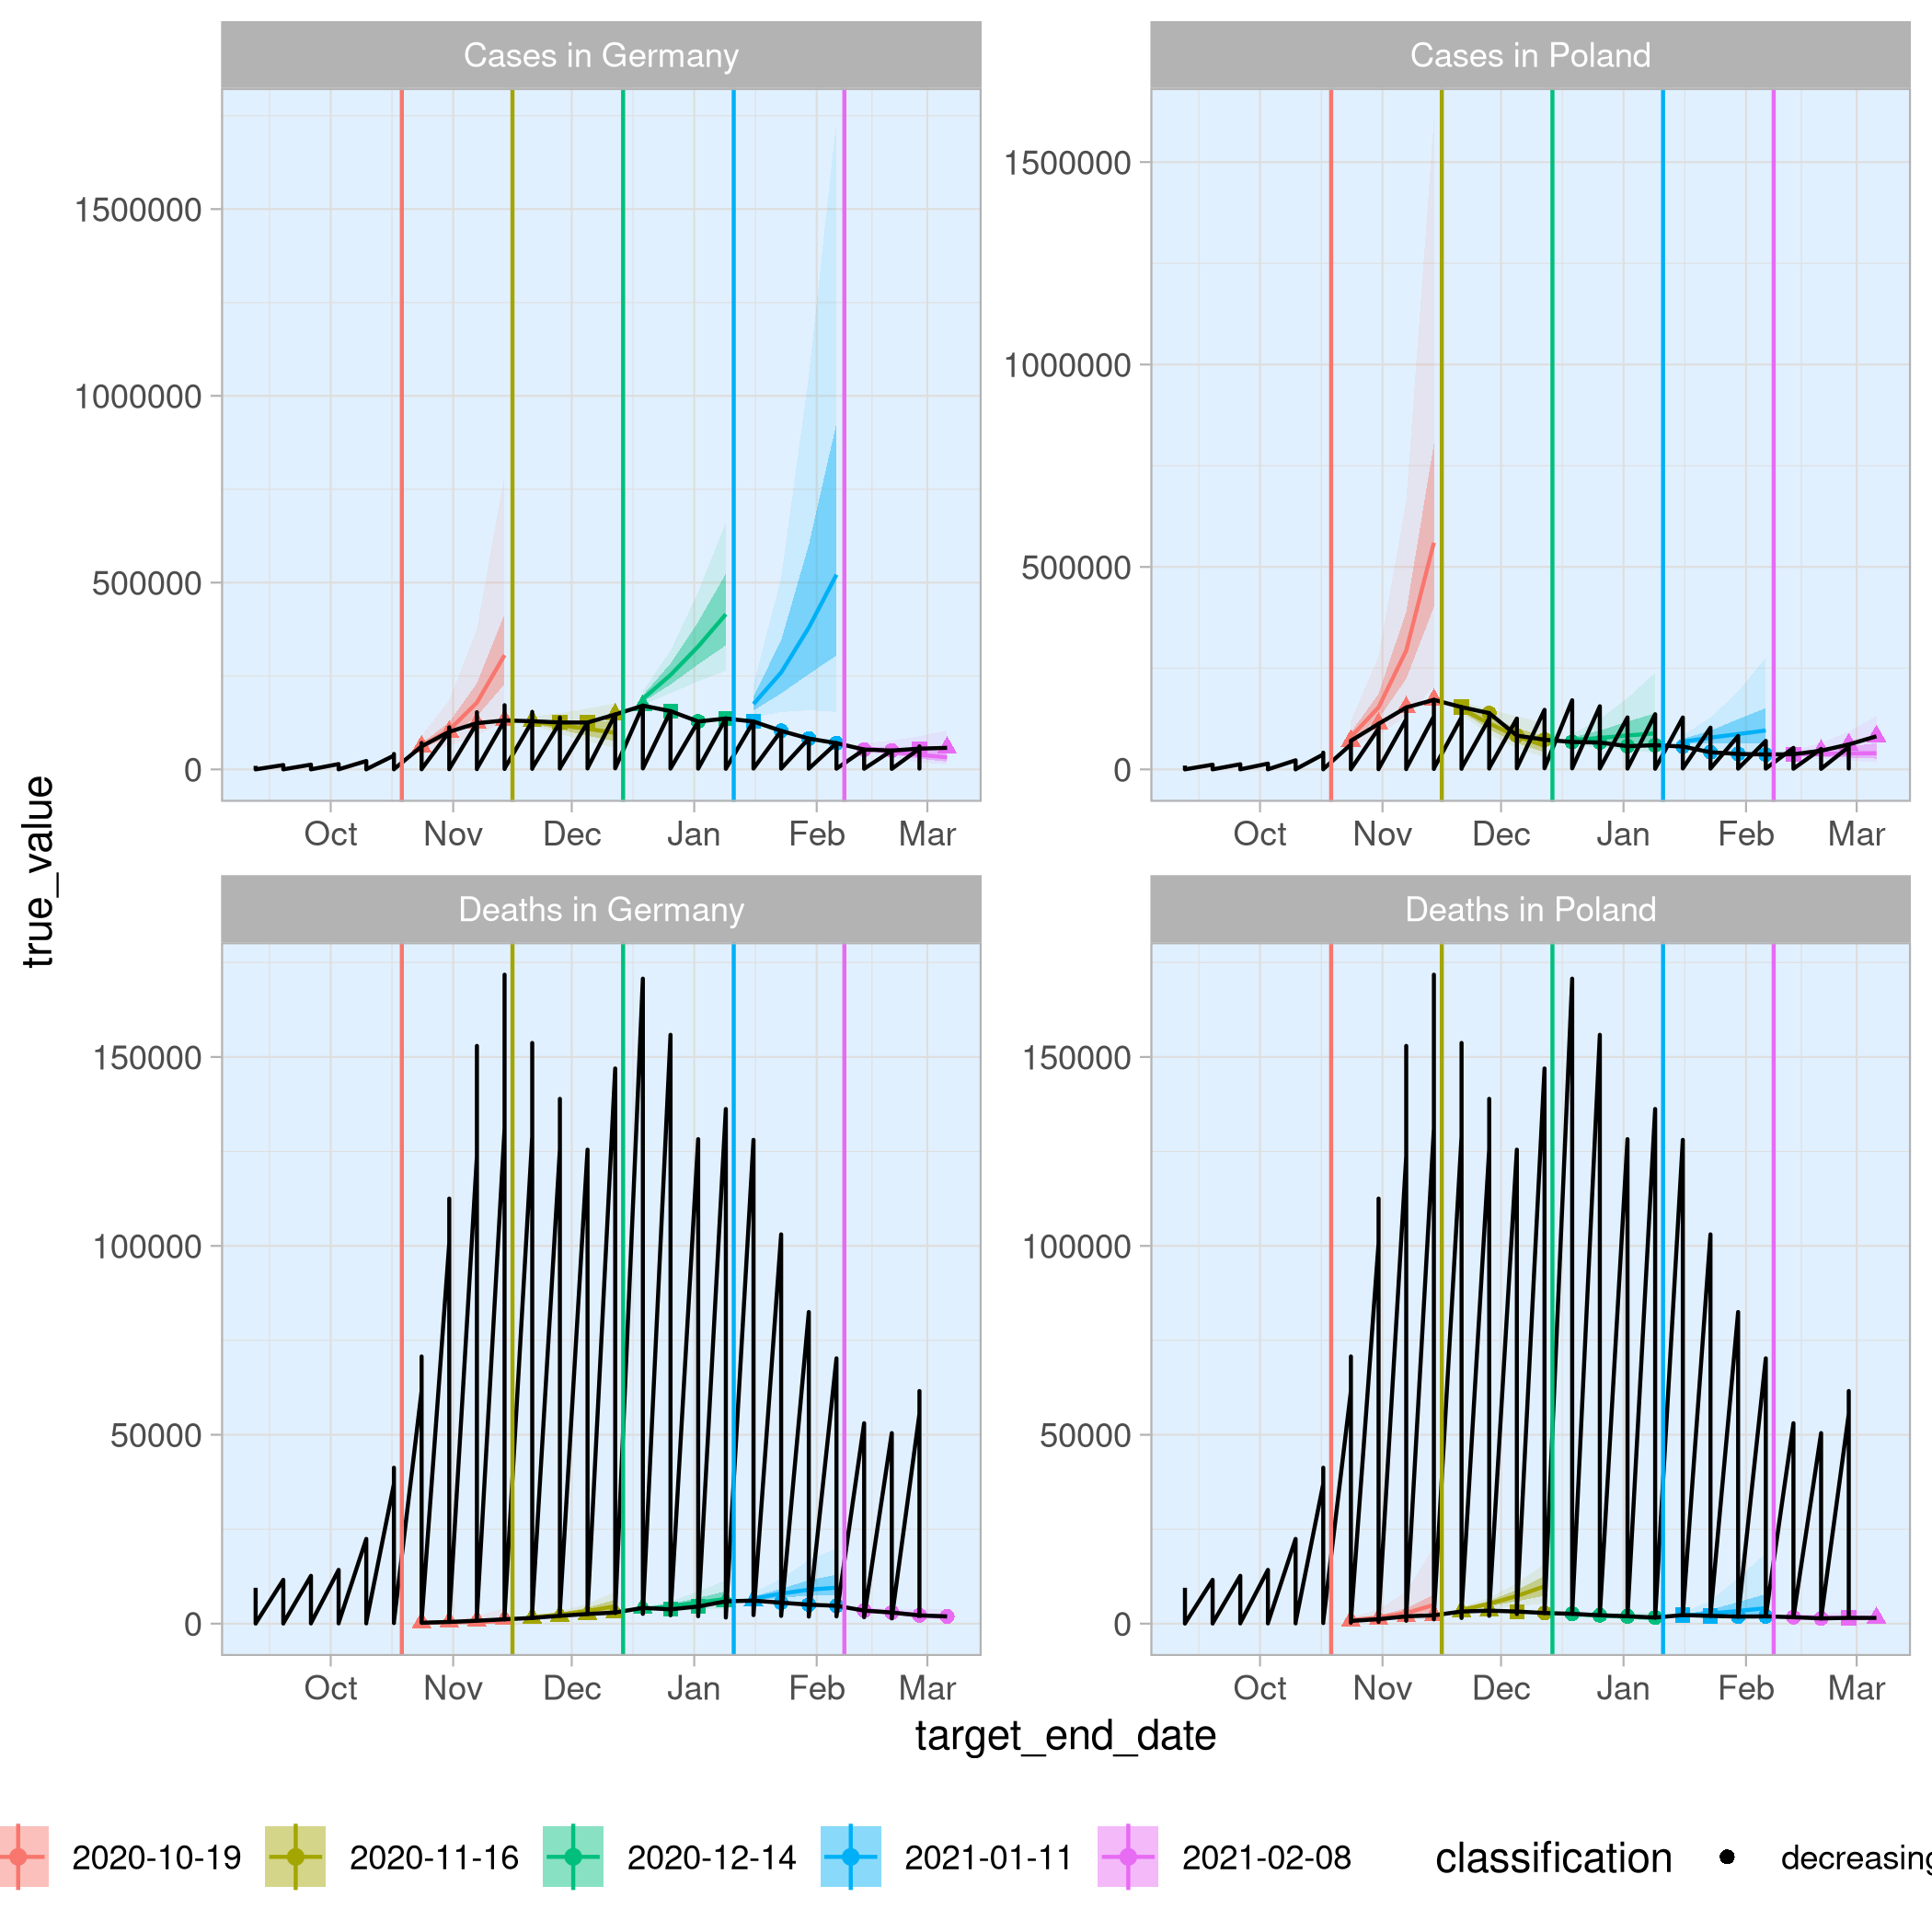 Cases in Germany
Cases in Poland
1500000
1000000
500000
0
Oct Nov Dec Jan Feb Mar
1500000
1000000
500000
0
Oct Nov Dec Jan Feb Mar
true_value
Deaths in Germany
Deaths in Poland
150000
100000
50000
0
Oct Nov Dec Jan Feb Mar
150000
100000
50000
0
Oct Nov Dec Jan Feb Mar
target_end_date
2020-10-19 2020-11-16 2020-12-14 2021-01-11 2021-02-08 classification decreasing